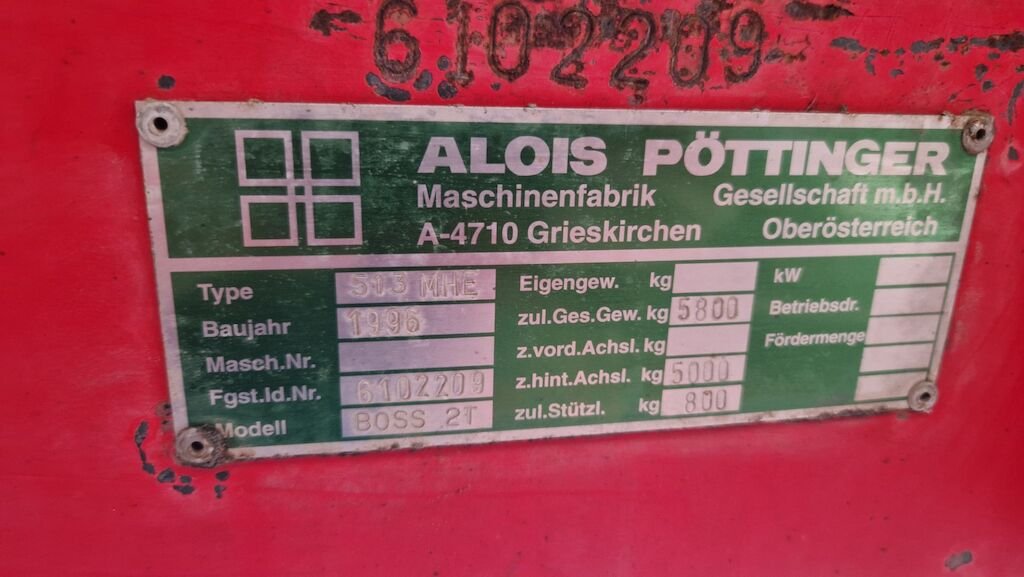 6102209
ALOIS PÖTTINGER
Maschinenfabrik Gesellschaft m.b.H.
A-4710 Grieskirchen Oberösterreich
Type 513 MHE
Baujahr 1996
Masch.Nr.
Fgst.Id.Nr. 6102209
Modell BOSS 2T
Eigengew. kg
zul.Ges.Gew. kg 5800
z.vord.Achsl. kg
z.hint.Achsl. kg 5000
zul.Stützl. kg 800
kW
Betriebsdr.
Fördermenge